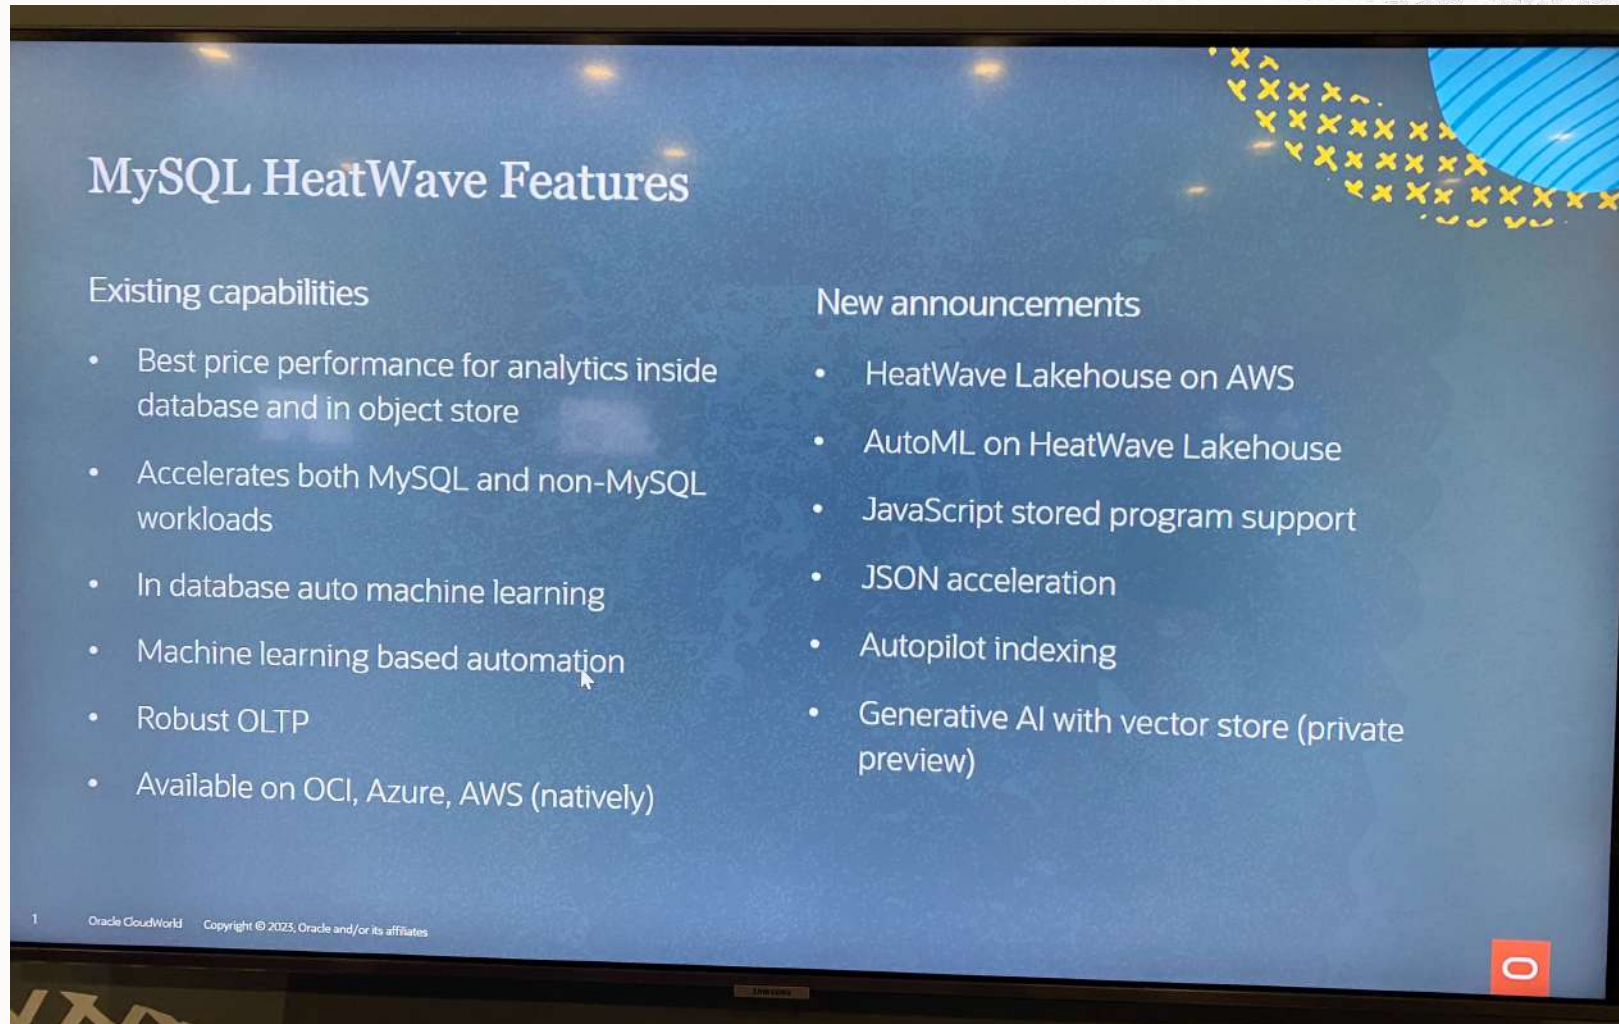 MySQL HeatWave Features
Existing capabilities
• Best price performance for analytics inside
database and in object store
• Accelerates both MySQL and non-MySQL
workloads
• In database auto machine learning
• Machine learning based automation
• Robust OLTP
• Available on OCI, Azure, AWS (natively)
New announcements
• HeatWave Lakehouse on AWS
• AutoML on HeatWave Lakehouse
• JavaScript stored program support
• JSON acceleration
• Autopilot indexing
• Generative AI with vector store (private
preview)
1 Oracle CloudWorld Copyright © 2023, Oracle and/or its affiliates
SAMSUNG